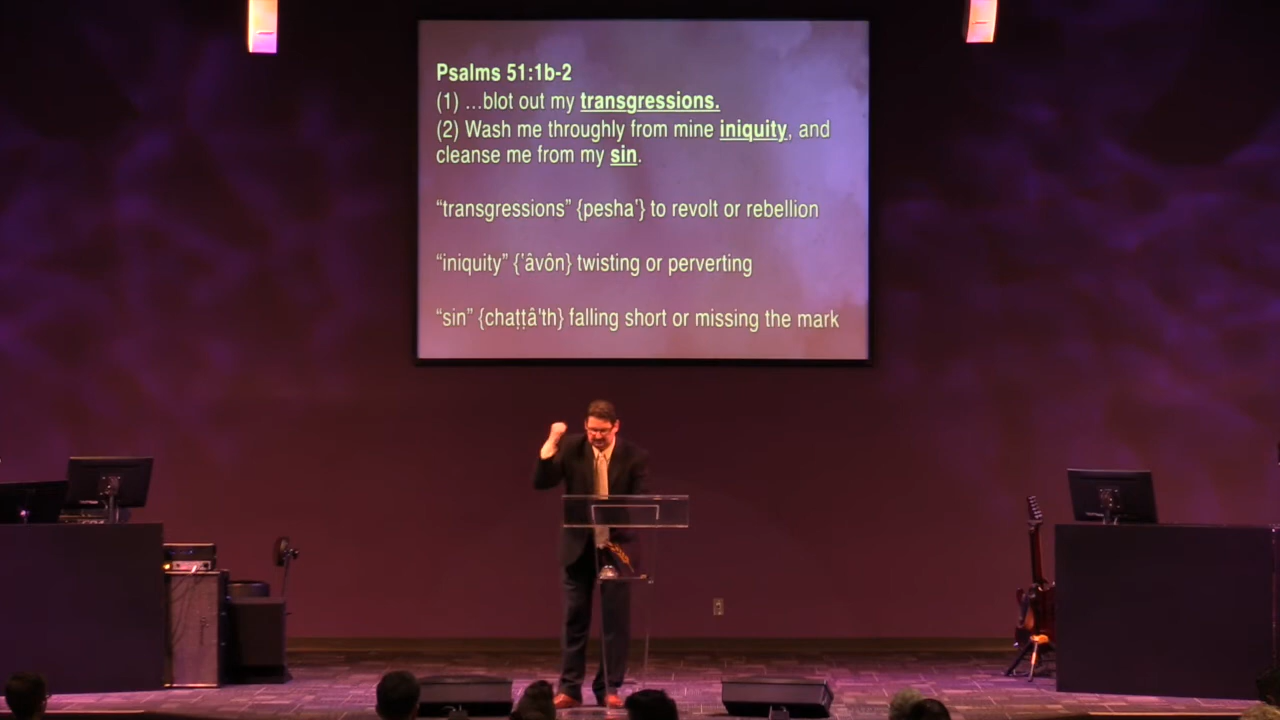 Psalms 51:1b-2
(1) …blot out my transgressions.
(2) Wash me throughly from mine iniquity, and
cleanse me from my sin.
“transgressions” {pesha'} to revolt or rebellion
“iniquity” {'âvôn} twisting or perverting
“sin” {chaṭṭâ'th} falling short or missing the mark